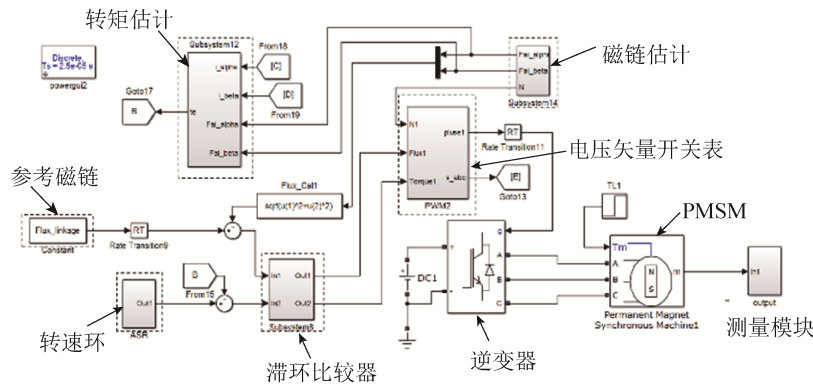 转矩估计
Subsystem12
From18
[C]
i_alpha
i_beta
[D]
From19
Fai_alpha
Fai_beta
te
Goto17
B
Discrete,
Ts = 2.5e-05 s.
powergui2
Fai_alpha
Fai_beta
N
Subsystem14
磁链估计
N1
Flux1
Torque1
pluse1
s_abc
PWM2
RT
Rate Transition11
[E]
Goto13
电压矢量开关表
参考磁链
Flux_linkage
Constant
RT
Rate Transition9
Flux_Cal1
sqrt(u(1)^2+u(2)^2)
B
From15
Out1
ASR
转速环
In1
In2
Out1
Out2
Subsystem8
滞环比较器
DC1
g
A
B
C
+
-
逆变器
TL1
PMSM
Tm
A
B
C
N
S
m
Permanent Magnet
Synchronous Machine1
In1
output
测量模块